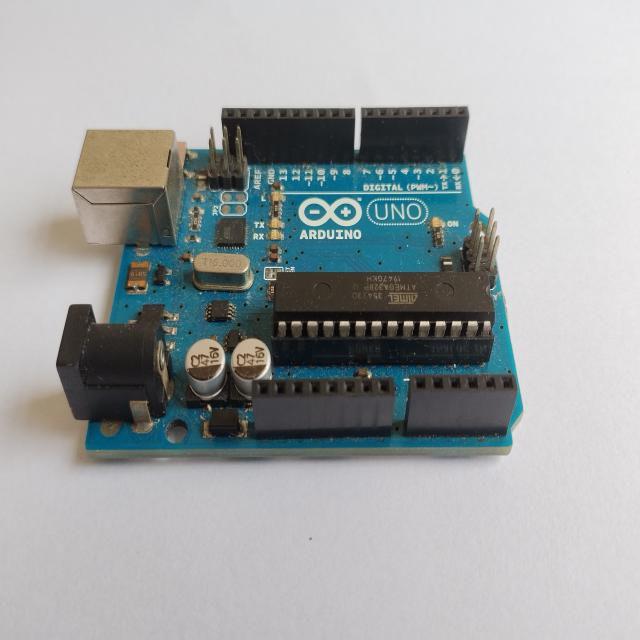 AREF
GND
13
12
~11
~10
~9
8
7
~6
~5
4
~3
2
TX→1
RX←0
DIGITAL (PWM~)
UNO
ARDUINO
TX
RX
ON
T16.000
ATMEL
ATMEGA328P
47
16V
47
16V